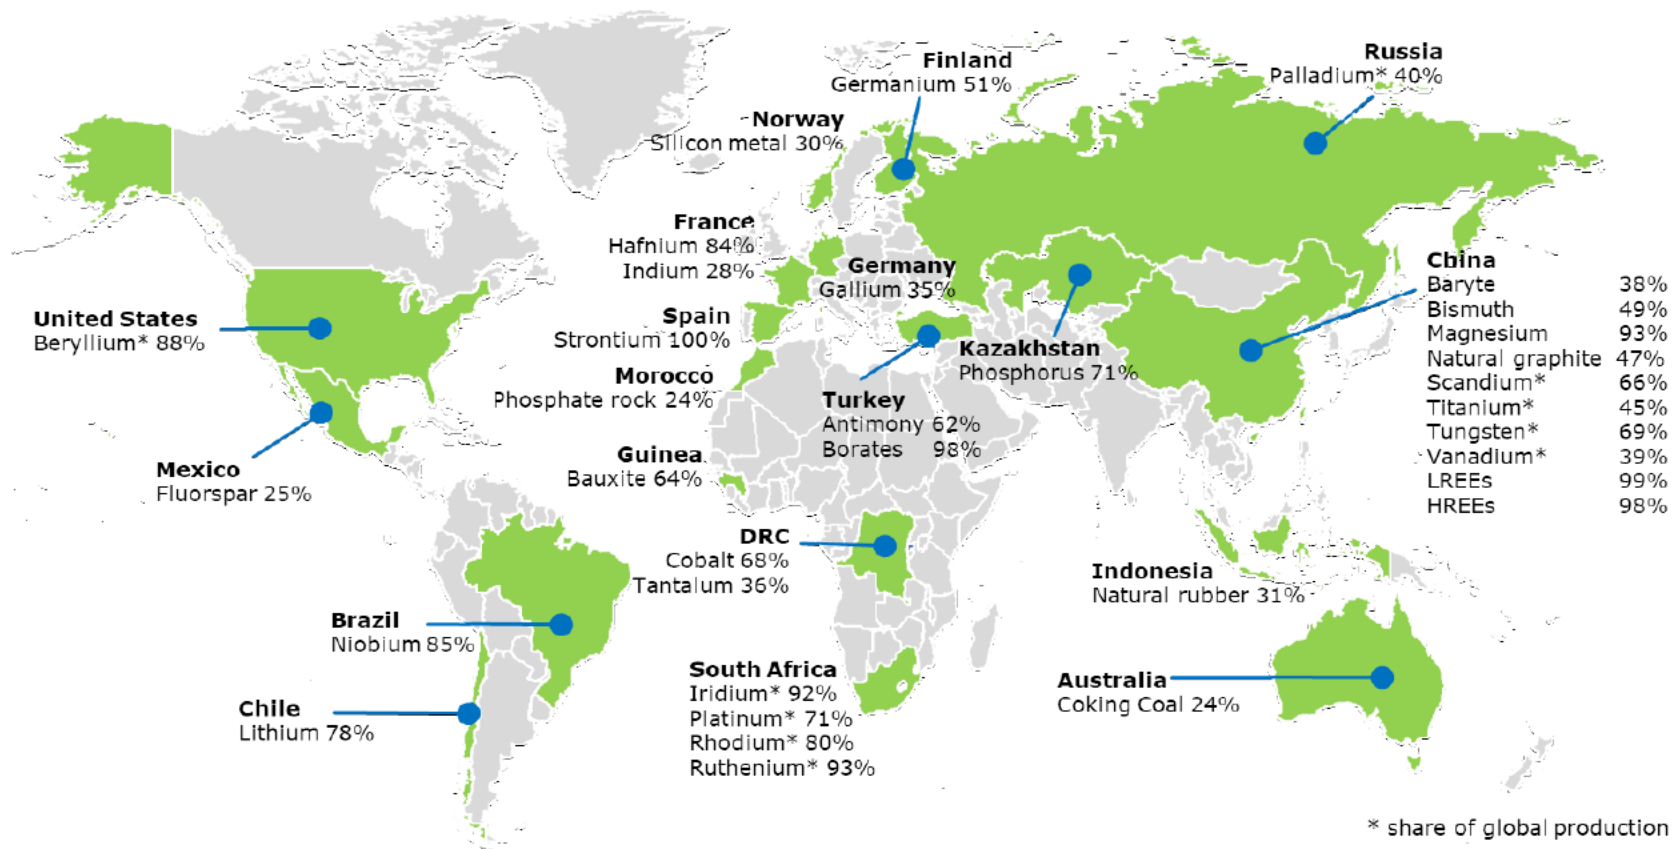 Finland
Germanium 51%
Russia
Palladium* 40%
Norway
Silicon metal 30%
France
Hafnium 84%
Indium 28%
Germany
Gallium 35%
China
Baryte 38%
Bismuth 49%
Magnesium 93%
Natural graphite 47%
Scandium* 66%
Titanium* 45%
Tungsten* 69%
Vanadium* 39%
LREEs 99%
HREEs 98%
United States
Beryllium* 88%
Spain
Strontium 100%
Kazakhstan
Phosphorus 71%
Morocco
Phosphate rock 24%
Turkey
Antimony 62%
Borates 98%
Mexico
Fluorspar 25%
Guinea
Bauxite 64%
DRC
Cobalt 68%
Tantalum 36%
Indonesia
Natural rubber 31%
Brazil
Niobium 85%
South Africa
Iridium* 92%
Platinum* 71%
Rhodium* 80%
Ruthenium* 93%
Australia
Coking Coal 24%
Chile
Lithium 78%
* share of global production